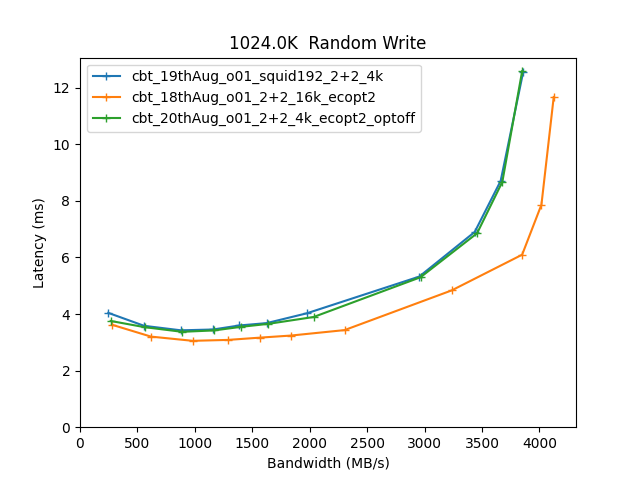 1024.0K  Random Write
cbt_19thAug_o01_squid192_2+2_4k
cbt_18thAug_o01_2+2_16k_ecopt2
cbt_20thAug_o01_2+2_4k_ecopt2_optoff
12
10
8
6
4
2
0
Latency (ms)
0 500 1000 1500 2000 2500 3000 3500 4000
Bandwidth (MB/s)